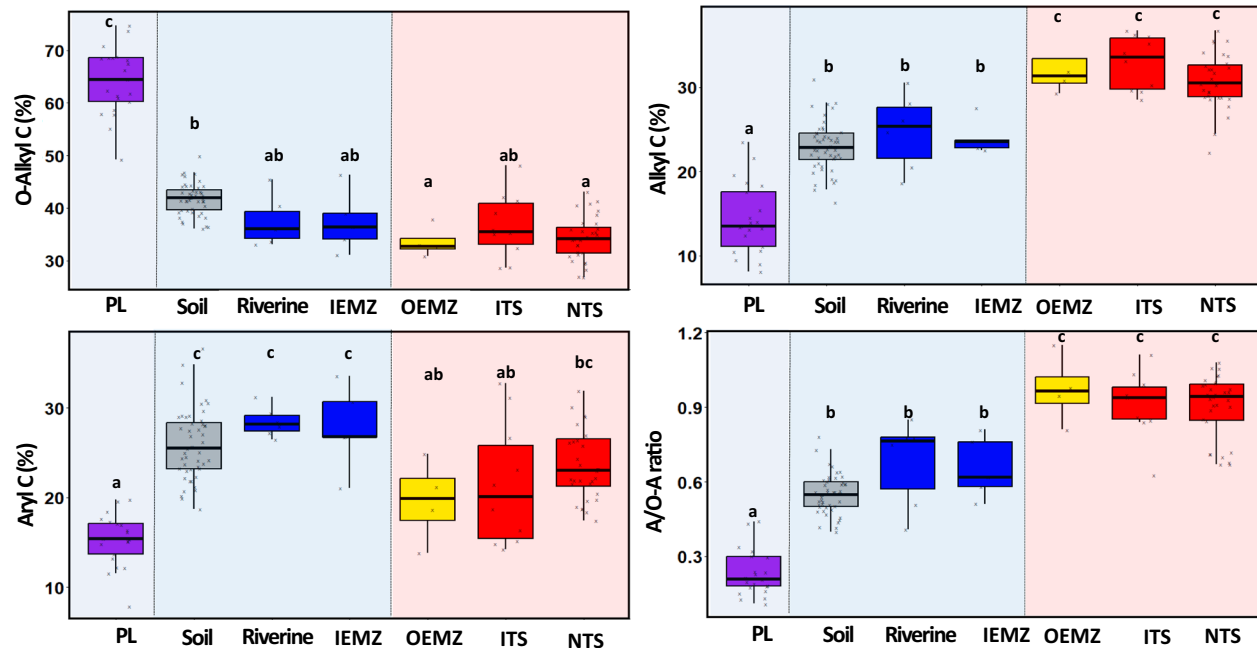 O-Alkyl C (%)
70
60
50
40
30
c
b
ab
ab
a
ab
a
PL
Soil
Riverine
IEMZ
OEMZ
ITS
NTS
Alkyl C (%)
30
20
10
a
b
b
b
c
c
c
PL
Soil
Riverine
IEMZ
OEMZ
ITS
NTS
Aryl C (%)
30
20
10
a
c
c
c
ab
ab
bc
PL
Soil
Riverine
IEMZ
OEMZ
ITS
NTS
A/O-A ratio
1.2
0.9
0.6
0.3
a
b
b
b
c
c
c
PL
Soil
Riverine
IEMZ
OEMZ
ITS
NTS